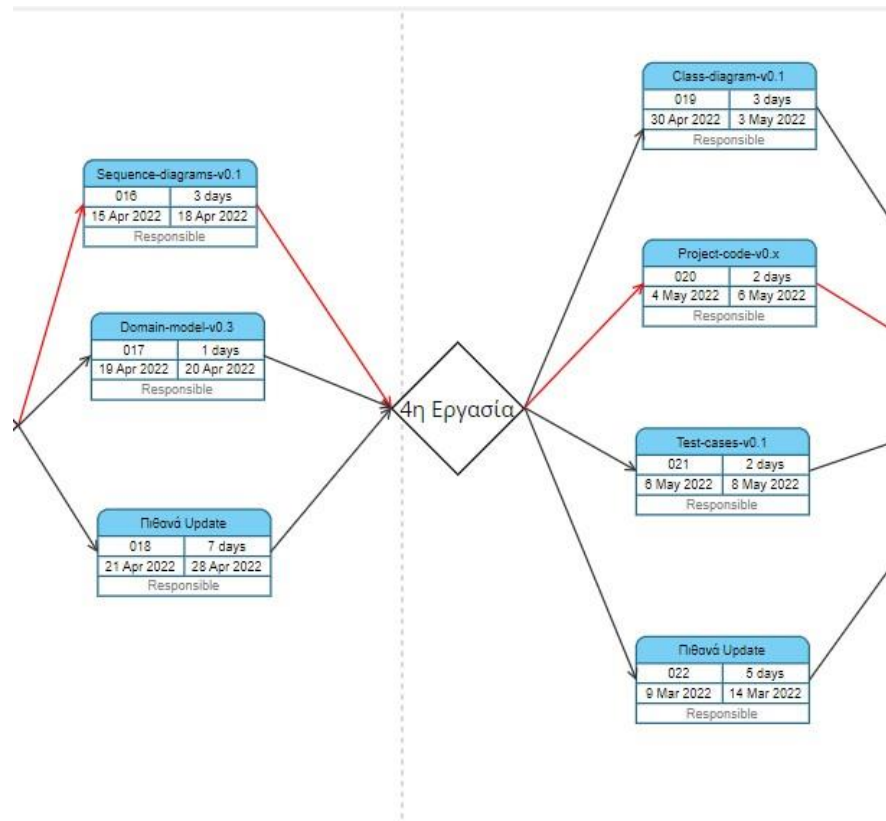 Sequence-diagrams-v0.1
016 3 days
15 Apr 2022 18 Apr 2022
Responsible
Domain-model-v0.3
017 1 days
19 Apr 2022 20 Apr 2022
Responsible
Πιθανά Update
018 7 days
21 Apr 2022 28 Apr 2022
Responsible
4η Εργασία
Class-diagram-v0.1
019 3 days
30 Apr 2022 3 May 2022
Responsible
Project-code-v0.x
020 2 days
4 May 2022 6 May 2022
Responsible
Test-cases-v0.1
021 2 days
6 May 2022 8 May 2022
Responsible
Πιθανά Update
022 5 days
9 Mar 2022 14 Mar 2022
Responsible